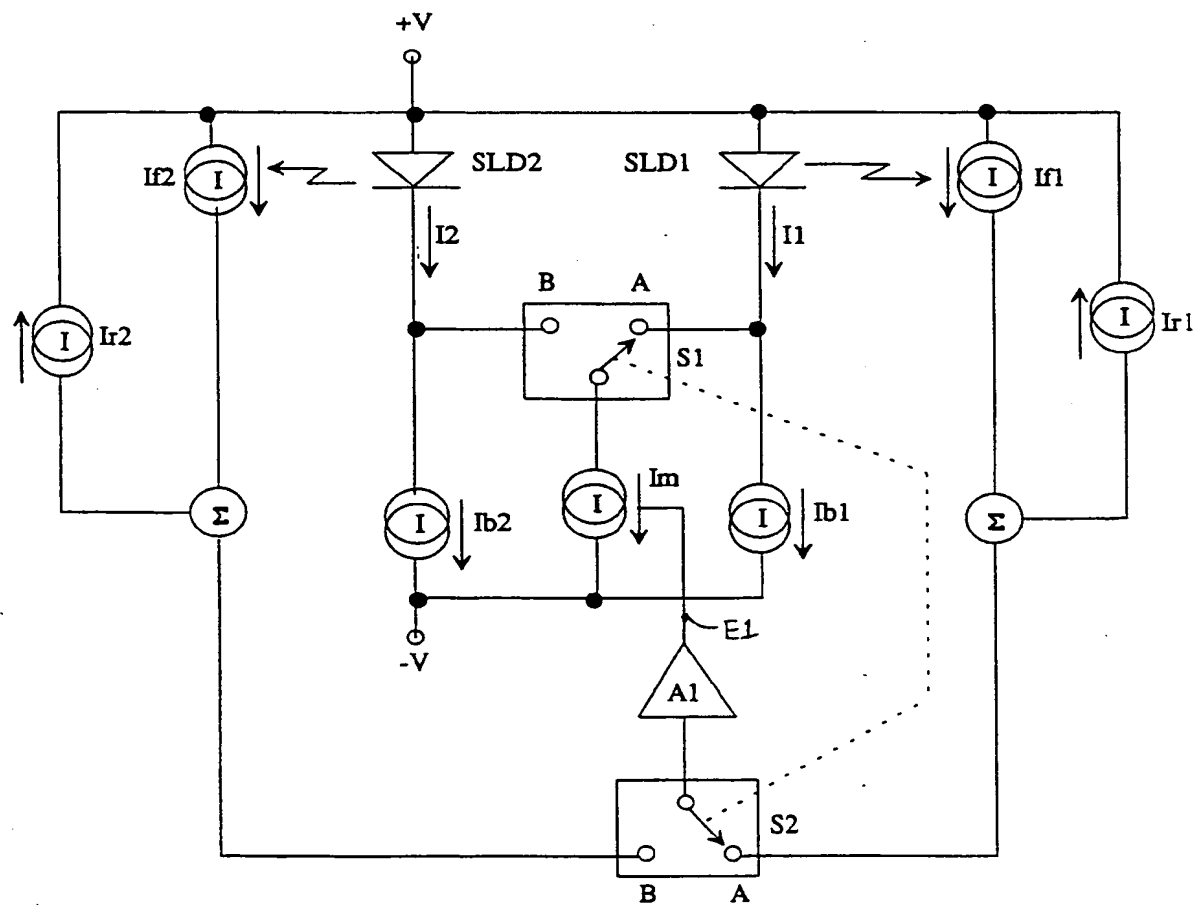 +V
If2
I
SLD2
SLD1
I
If1
I2
I1
B
A
Ir2
I
S1
I
Ir1
Im
Σ
I
Ib2
I
I
Ib1
Σ
E1
-V
A1
S2
B
A